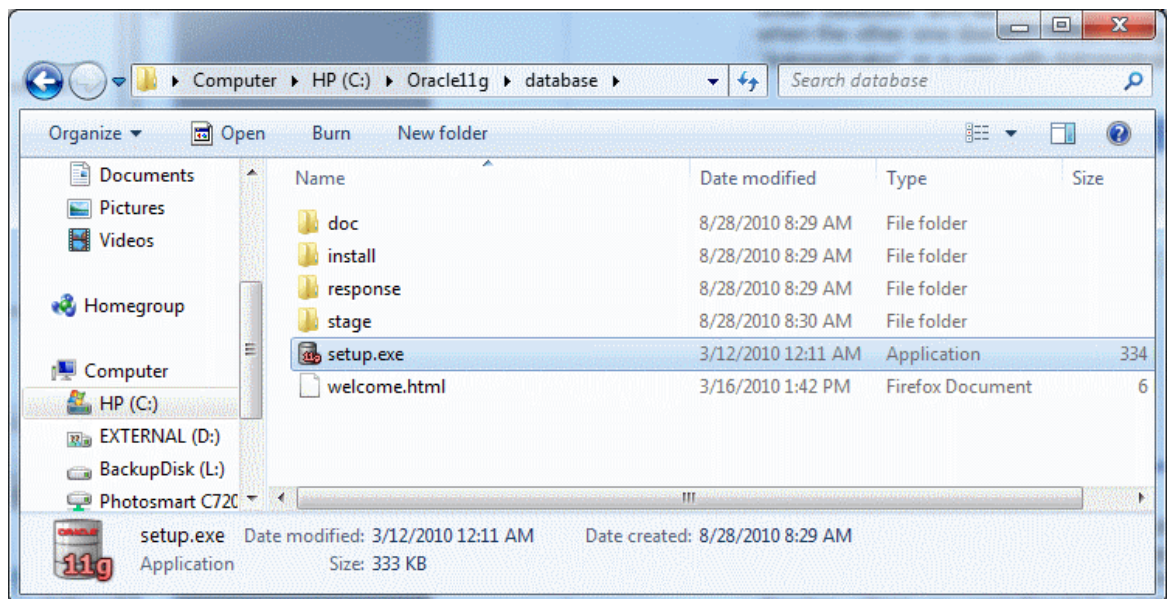 Computer HP (C:) Oracle11g database Search database
Organize Open Burn New folder
Documents
Pictures
Videos
Homegroup
Computer
HP (C:)
EXTERNAL (D:)
BackupDisk (L:)
Photosmart C720
Name Date modified Type Size
doc 8/28/2010 8:29 AM File folder
install 8/28/2010 8:29 AM File folder
response 8/28/2010 8:29 AM File folder
stage 8/28/2010 8:30 AM File folder
setup.exe 3/12/2010 12:11 AM Application 334
welcome.html 3/16/2010 1:42 PM Firefox Document 6
ORACLE
11g
setup.exe Date modified: 3/12/2010 12:11 AM Date created: 8/28/2010 8:29 AM
Application Size: 333 KB